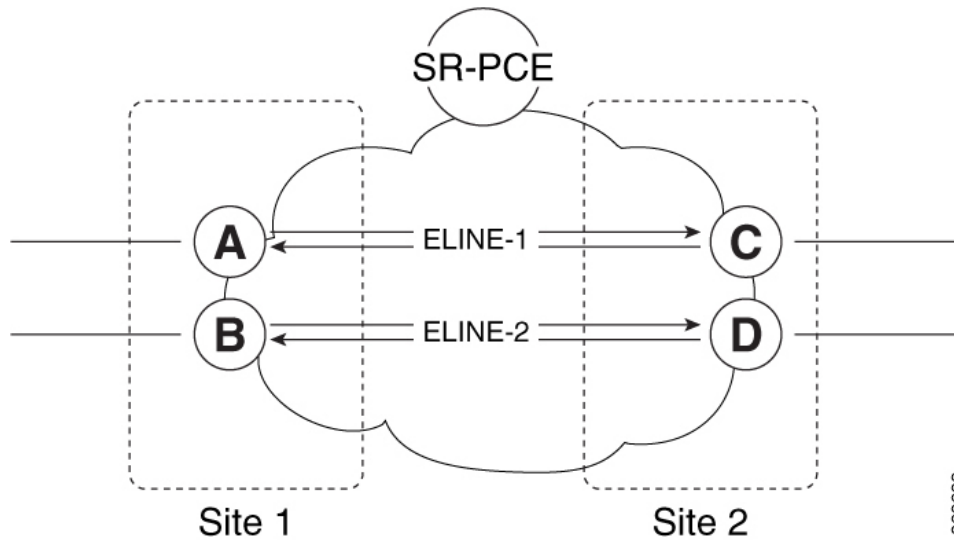 SR-PCE
A
ELINE-1
C
B
ELINE-2
D
Site 1
Site 2